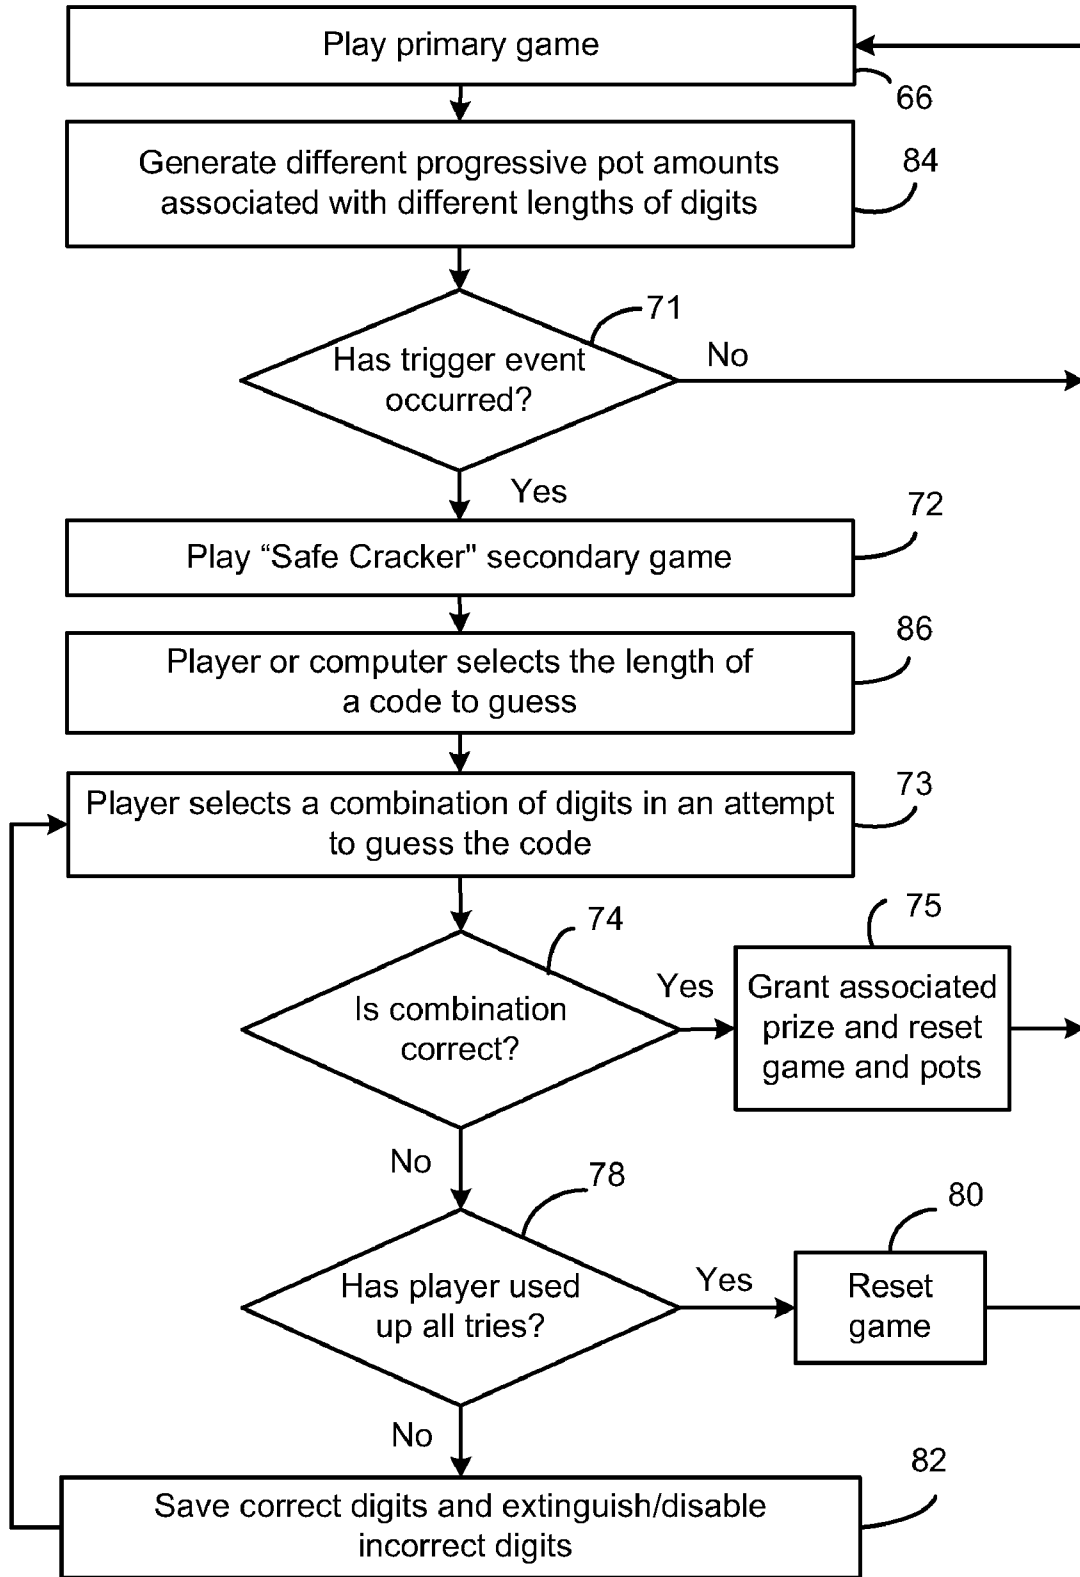 Play primary game
66
Generate different progressive pot amounts
associated with different lengths of digits
84
71
Has trigger event
occurred?
No
Yes
72
Play “Safe Cracker" secondary game
86
Player or computer selects the length of
a code to guess
73
Player selects a combination of digits in an attempt
to guess the code
74
75
Is combination
correct?
Yes
Grant associated
prize and reset
game and pots
No
78
80
Has player used
up all tries?
Yes
Reset
game
No
82
Save correct digits and extinguish/disable
incorrect digits